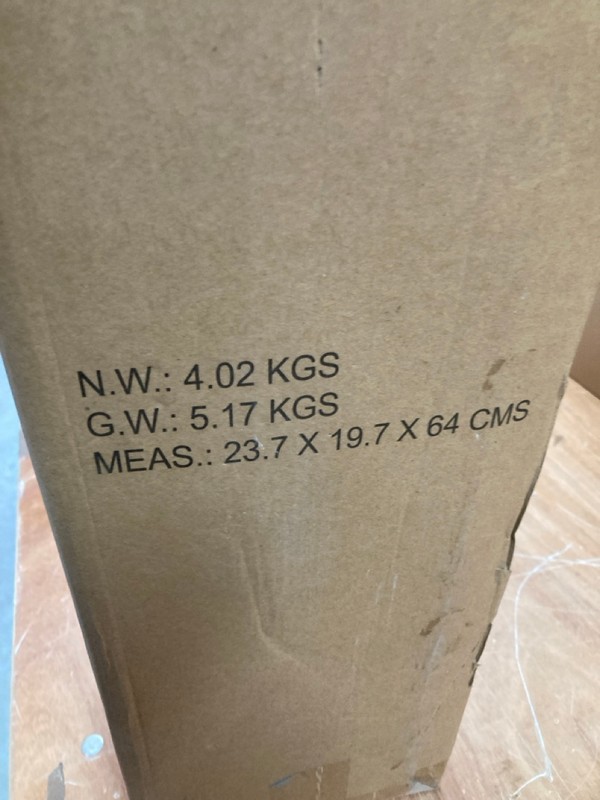 N.W.: 4.02 KGS
G.W.: 5.17 KGS
MEAS.: 23.7 X 19.7 X 64 CMS